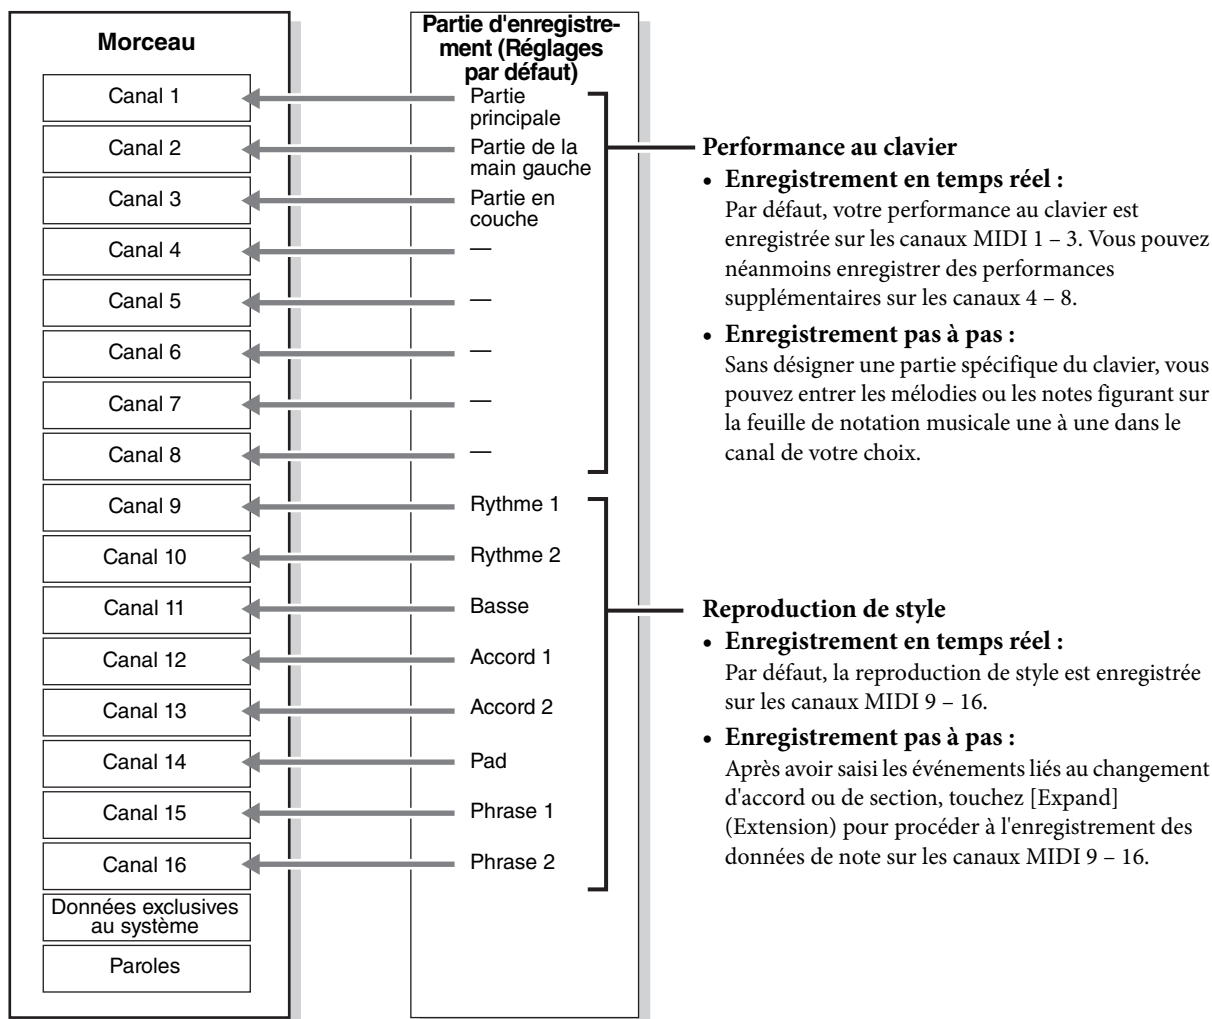 Morceau
Canal 1
Canal 2
Canal 3
Canal 4
Canal 5
Canal 6
Canal 7
Canal 8
Canal 9
Canal 10
Canal 11
Canal 12
Canal 13
Canal 14
Canal 15
Canal 16
Données exclusives
au système
Paroles
Partie d'enregistre-
ment (Réglages
par défaut)
Partie
principale
Partie de la
main gauche
Partie en
couche
—
—
—
—
—
Rythme 1
Rythme 2
Basse
Accord 1
Accord 2
Pad
Phrase 1
Phrase 2
Performance au clavier
• Enregistrement en temps réel :
Par défaut, votre performance au clavier est
enregistrée sur les canaux MIDI 1 – 3. Vous pouvez
néanmoins enregistrer des performances
supplémentaires sur les canaux 4 – 8.
• Enregistrement pas à pas :
Sans désigner une partie spécifique du clavier, vous
pouvez entrer les mélodies ou les notes figurant sur
la feuille de notation musicale une à une dans le
canal de votre choix.
Reproduction de style
• Enregistrement en temps réel :
Par défaut, la reproduction de style est enregistrée
sur les canaux MIDI 9 – 16.
• Enregistrement pas à pas :
Après avoir saisi les événements liés au changement
d'accord ou de section, touchez [Expand]
(Extension) pour procéder à l'enregistrement des
données de note sur les canaux MIDI 9 – 16.